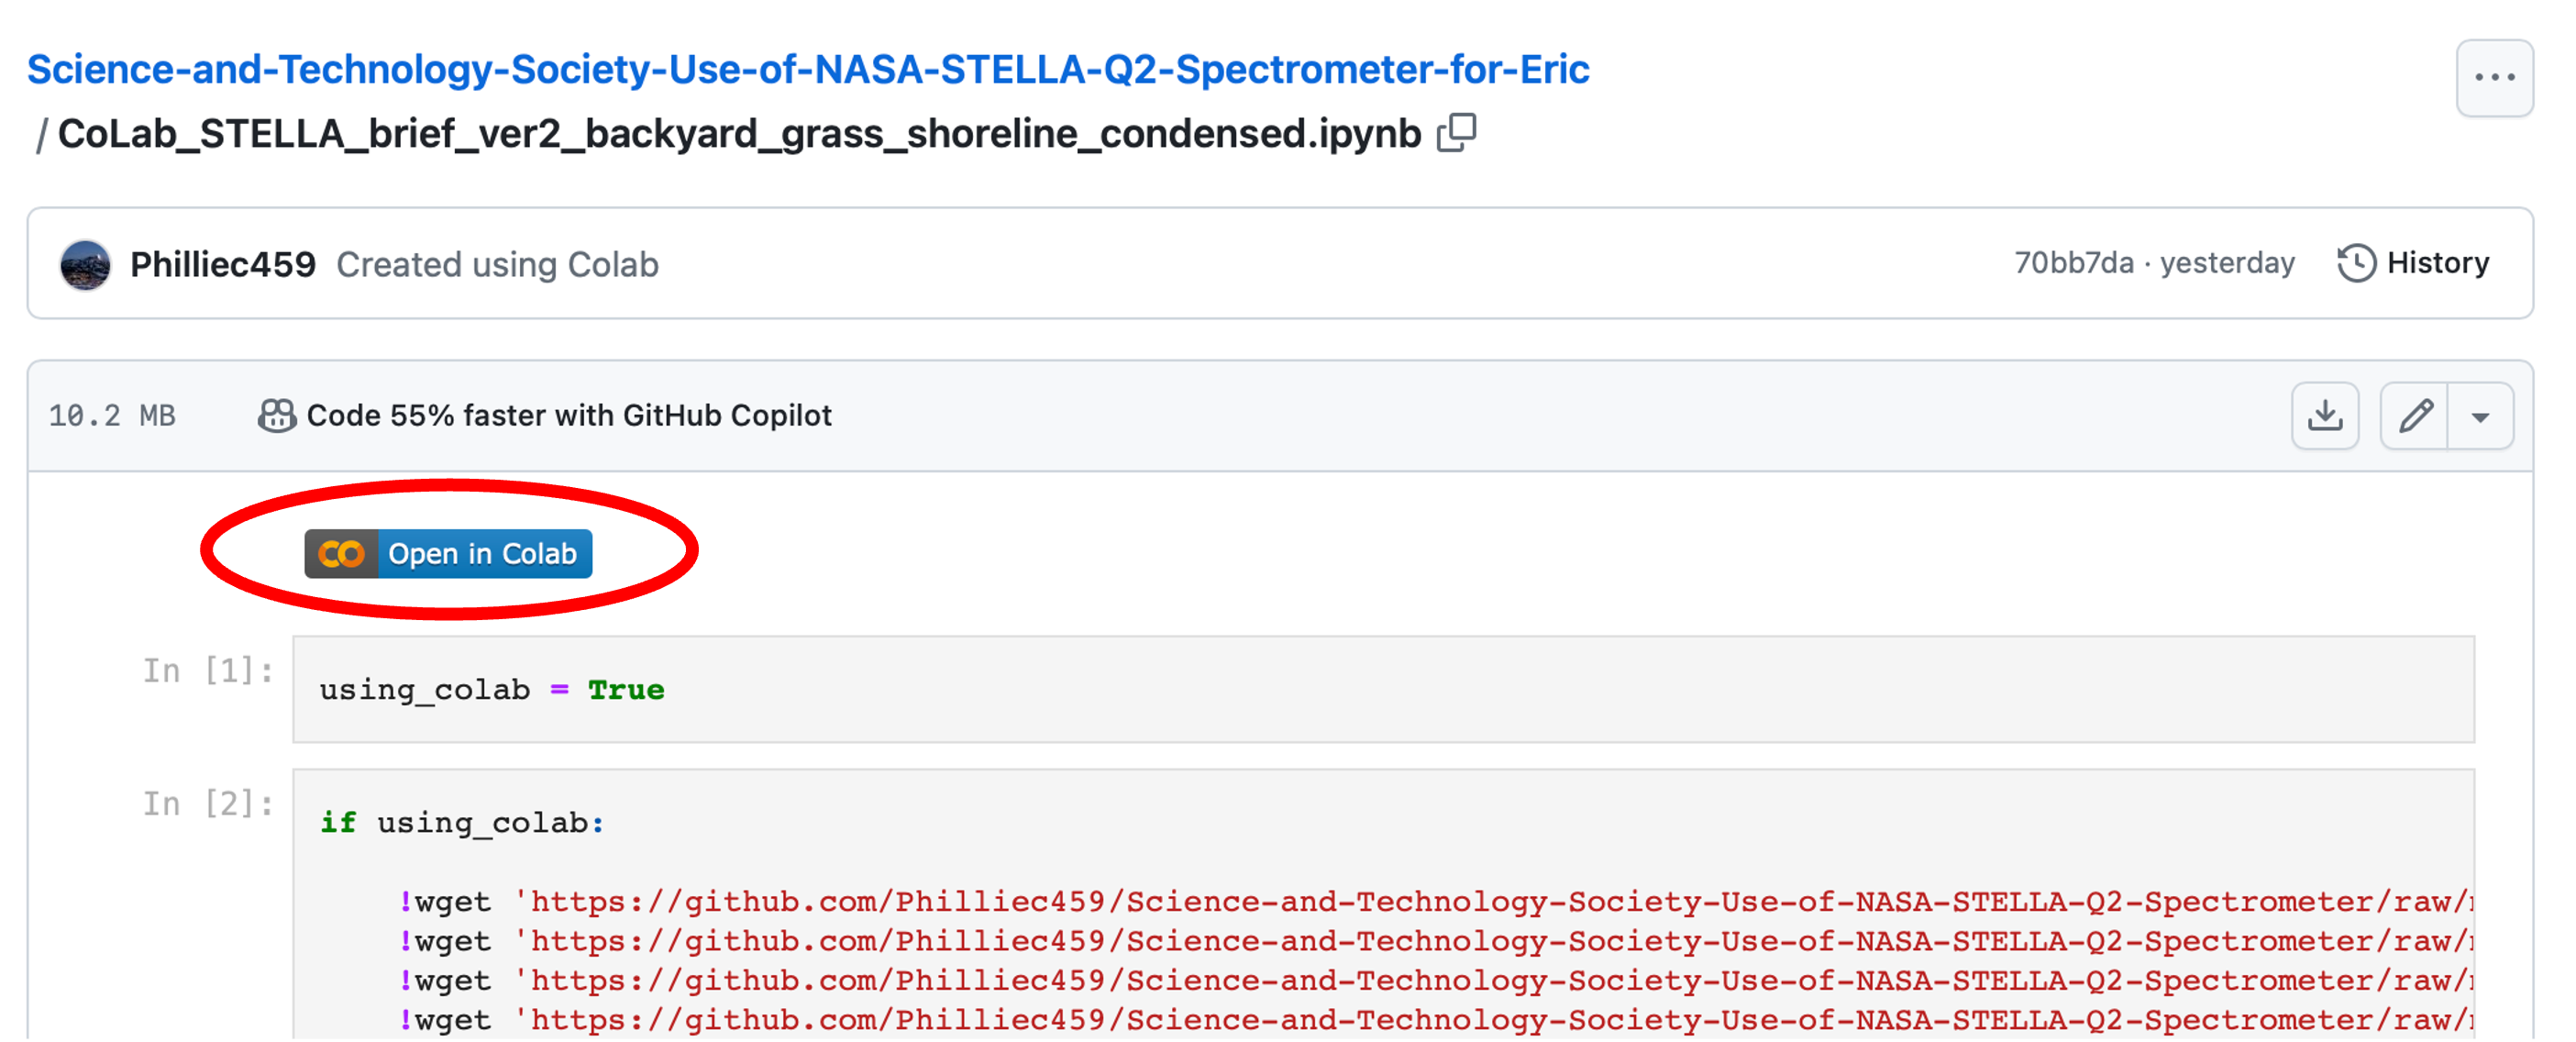 Science-and-Technology-Society-Use-of-NASA-STELLA-Q2-Spectrometer-for-Eric
/ CoLab_STELLA_brief_ver2_backyard_grass_shoreline_condensed.ipynb
Philliec459 Created using Colab 70bb7da · yesterday History
10.2 MB Code 55% faster with GitHub Copilot
Open in Colab
In [1]: using_colab = True
In [2]: if using_colab:
!wget 'https://github.com/Philliec459/Science-and-Technology-Society-Use-of-NASA-STELLA-Q2-Spectrometer/raw/
!wget 'https://github.com/Philliec459/Science-and-Technology-Society-Use-of-NASA-STELLA-Q2-Spectrometer/raw/
!wget 'https://github.com/Philliec459/Science-and-Technology-Society-Use-of-NASA-STELLA-Q2-Spectrometer/raw/
!wget 'https://github.com/Philliec459/Science-and-Technology-Society-Use-of-NASA-STELLA-Q2-Spectrometer/raw/